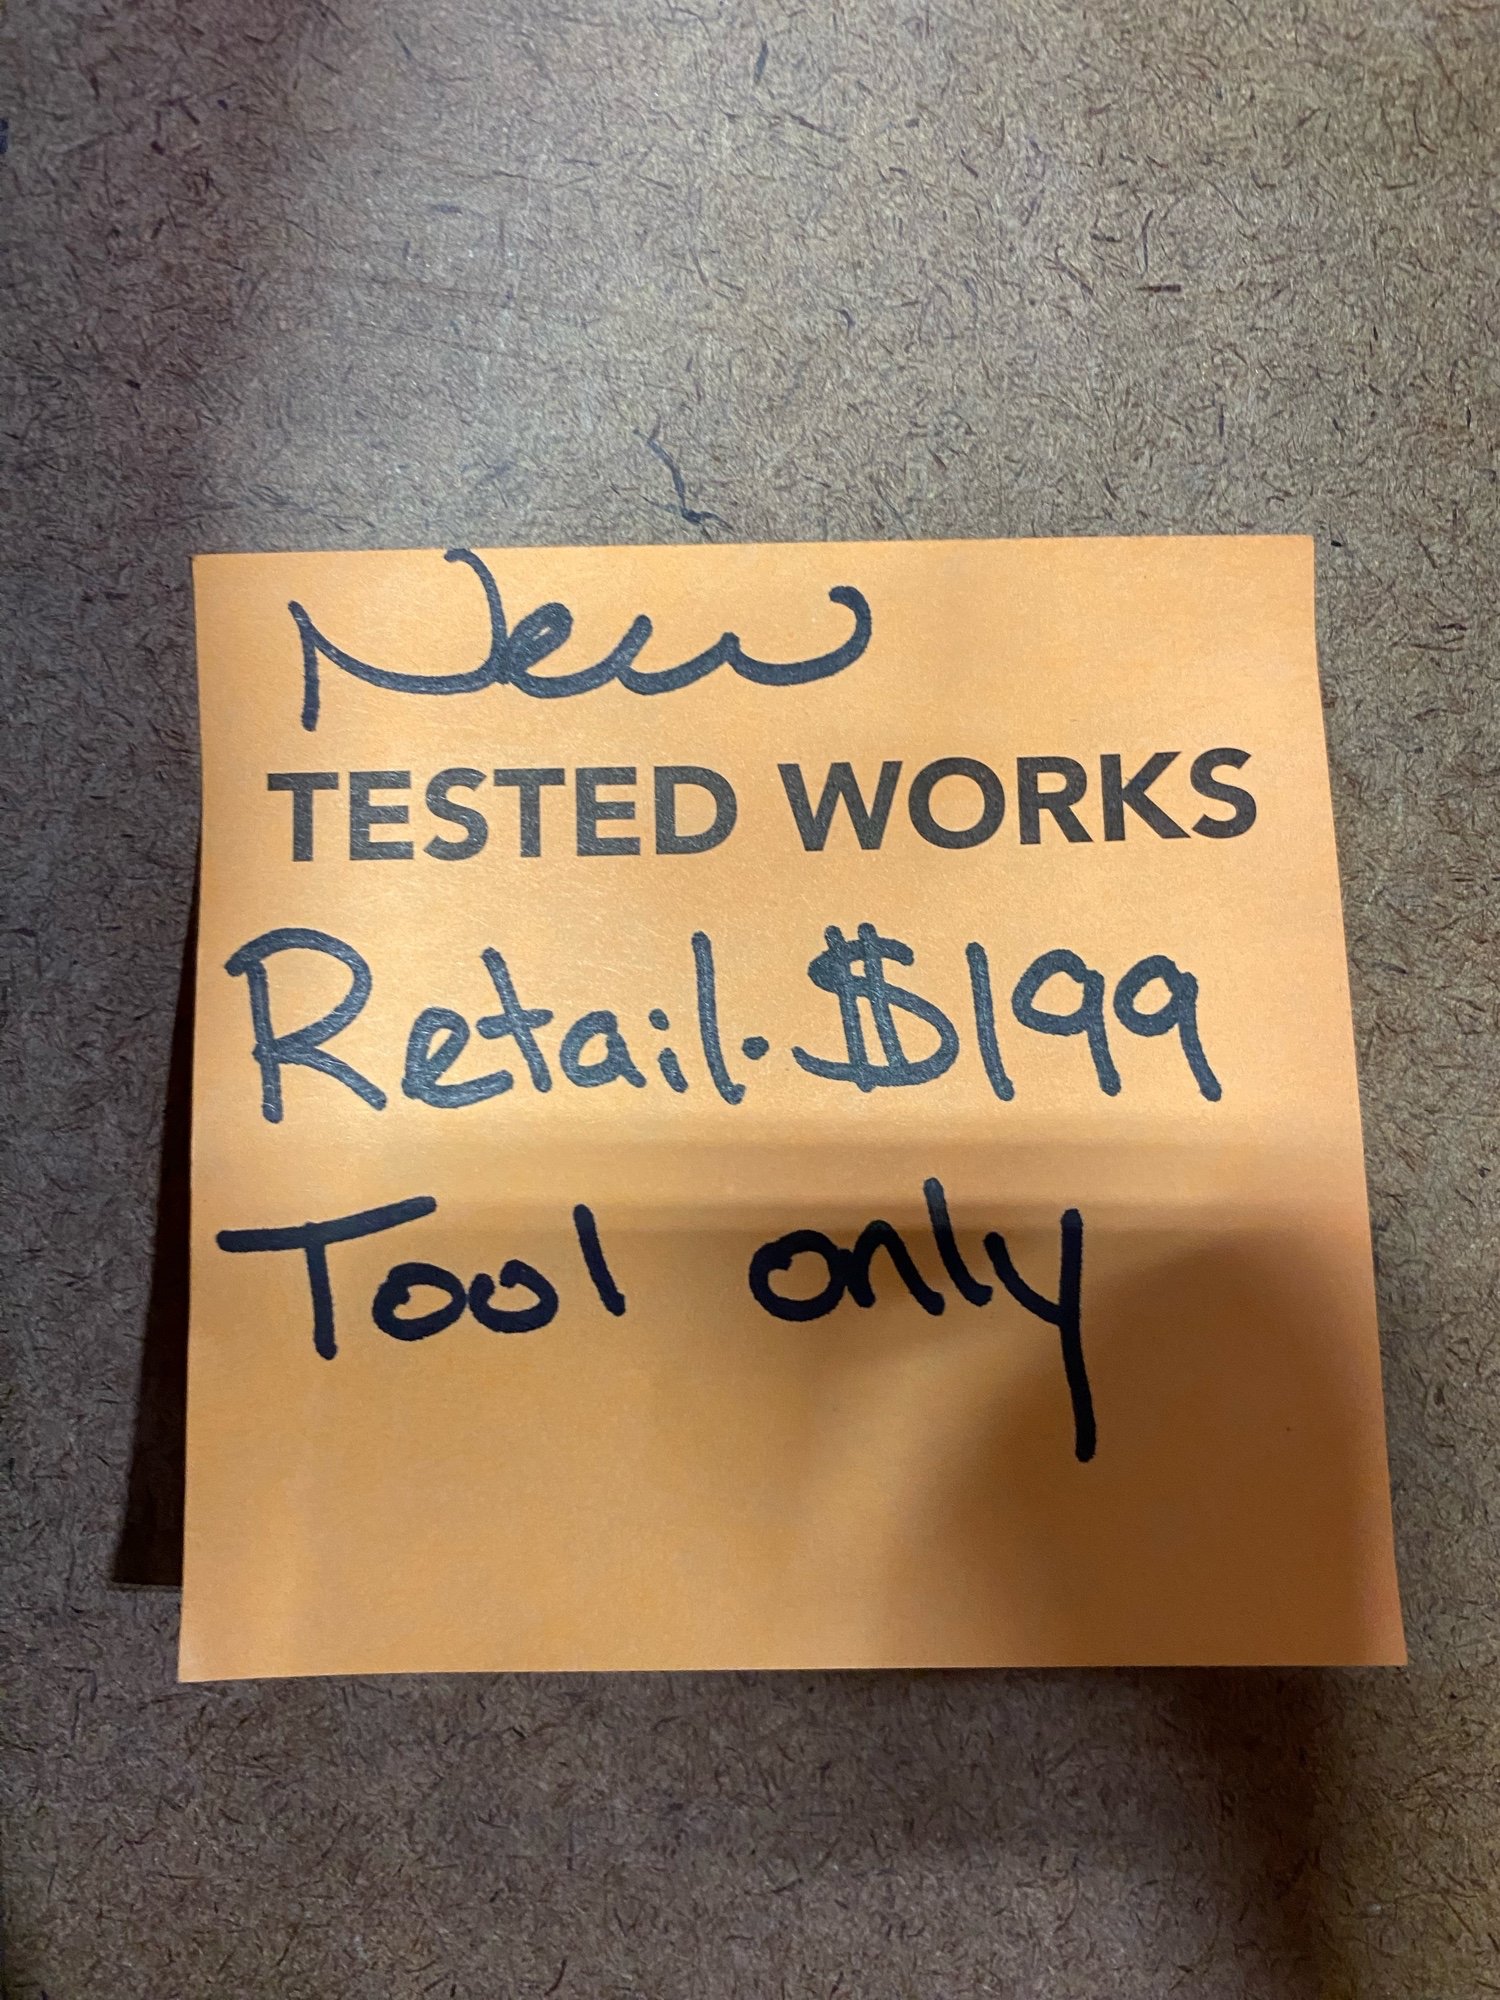 New
TESTED WORKS
Retail. $199
Tool only